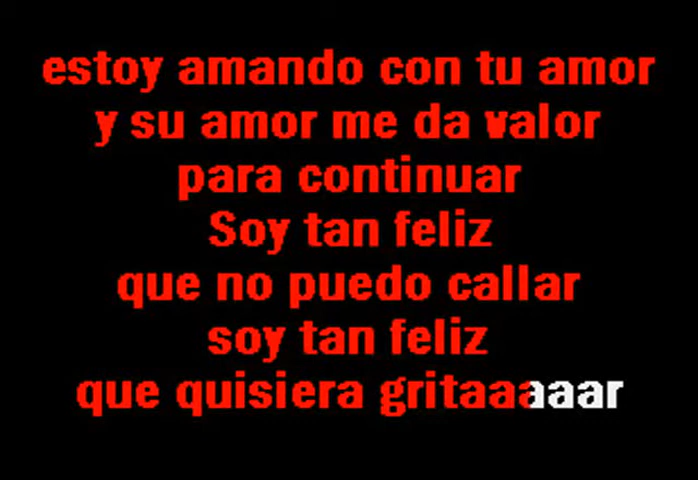 estoy amando con tu amor
y su amor me da valor
para continuar
Soy tan feliz
que no puedo callar
soy tan feliz
que quisiera gritaaaaaar